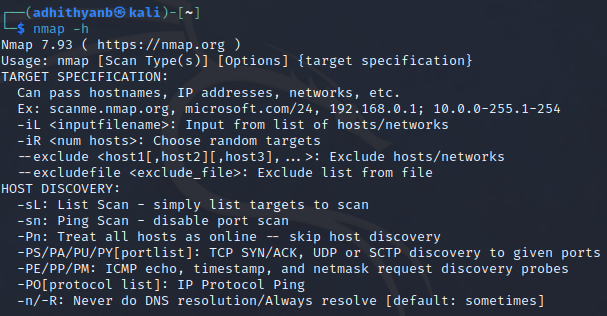 ┌──(adhithyanb㉿kali)-[~]
└─$ nmap -h
Nmap 7.93 ( https://nmap.org )
Usage: nmap [Scan Type(s)] [Options] {target specification}
TARGET SPECIFICATION:
  Can pass hostnames, IP addresses, networks, etc.
  Ex: scanme.nmap.org, microsoft.com/24, 192.168.0.1; 10.0.0-255.1-254
  -iL <inputfilename>: Input from list of hosts/networks
  -iR <num hosts>: Choose random targets
  --exclude <host1[,host2][,host3],...>: Exclude hosts/networks
  --excludefile <exclude_file>: Exclude list from file
HOST DISCOVERY:
  -sL: List Scan - simply list targets to scan
  -sn: Ping Scan - disable port scan
  -Pn: Treat all hosts as online -- skip host discovery
  -PS/PA/PU/PY[portlist]: TCP SYN/ACK, UDP or SCTP discovery to given ports
  -PE/PP/PM: ICMP echo, timestamp, and netmask request discovery probes
  -PO[protocol list]: IP Protocol Ping
  -n/-R: Never do DNS resolution/Always resolve [default: sometimes]